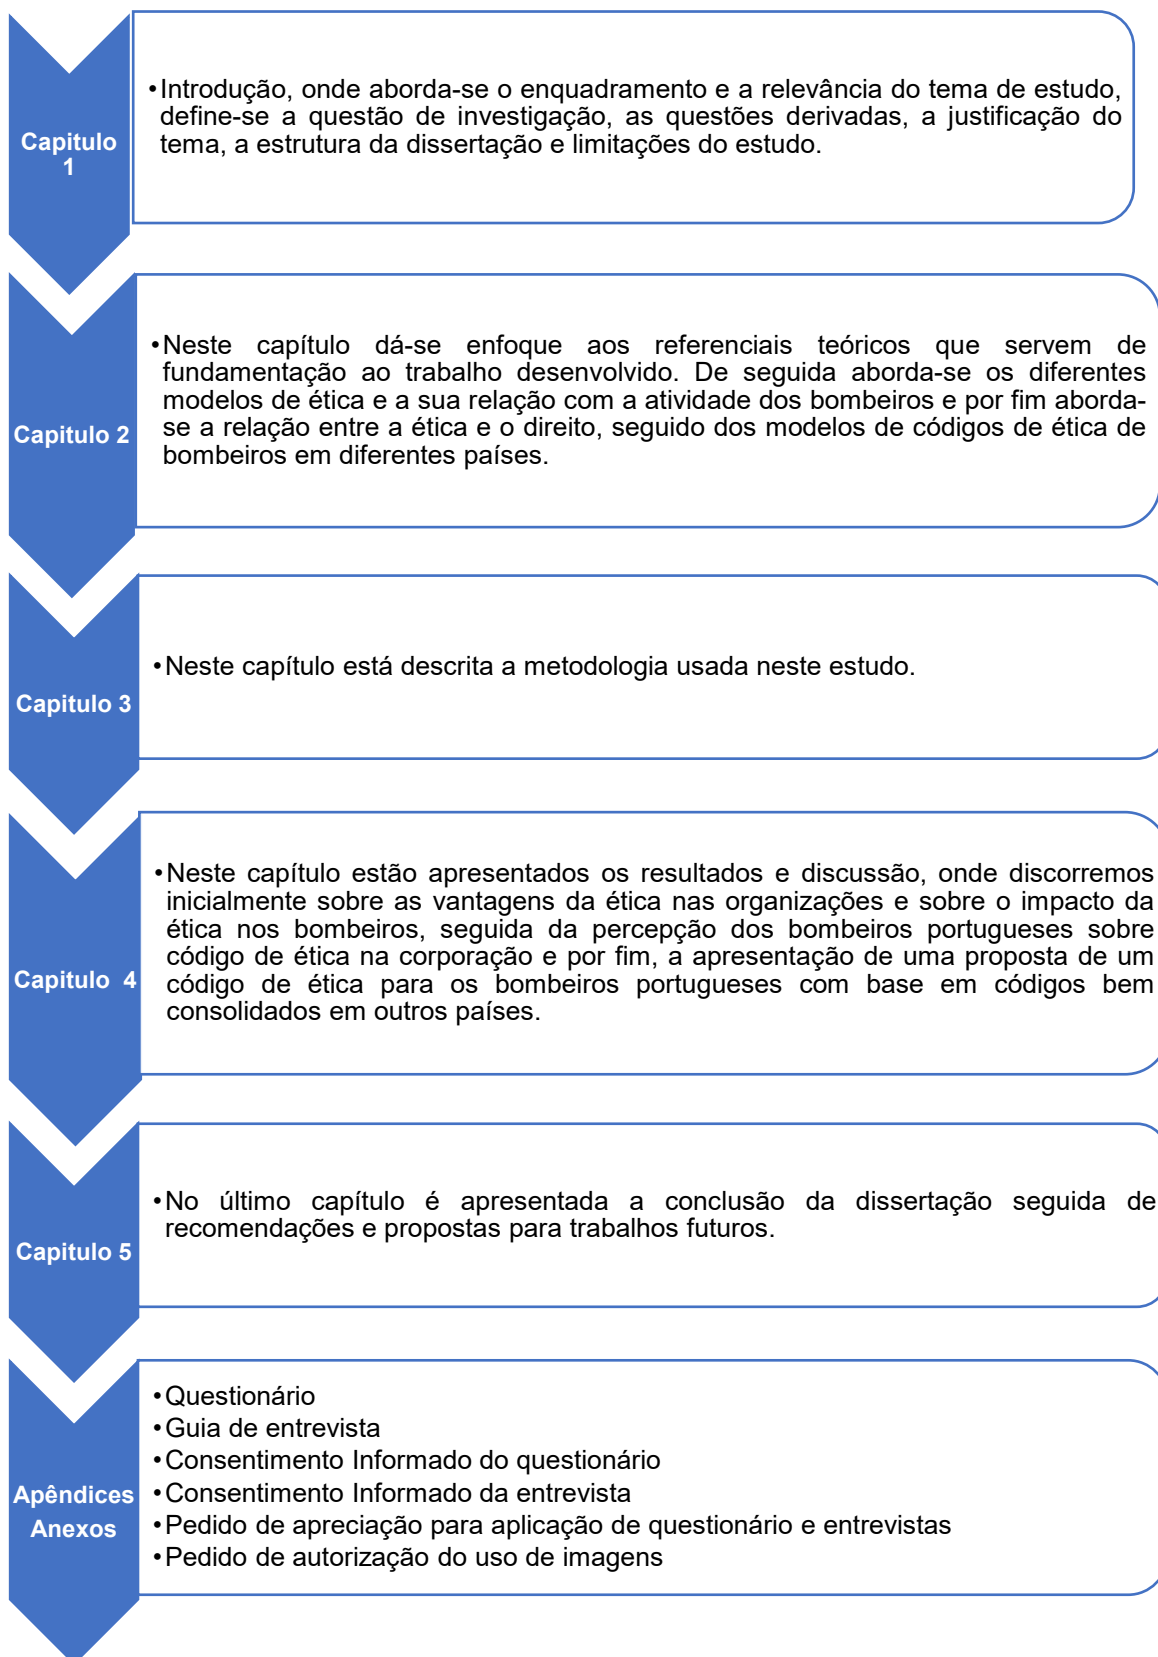 Capitulo
1
•Introdução, onde aborda-se o enquadramento e a relevância do tema de estudo,
define-se a questão de investigação, as questões derivadas, a justificação do
tema, a estrutura da dissertação e limitações do estudo.
Capitulo 2
•Neste capítulo dá-se enfoque aos referenciais teóricos que servem de
fundamentação ao trabalho desenvolvido. De seguida aborda-se os diferentes
modelos de ética e a sua relação com a atividade dos bombeiros e por fim aborda-
se a relação entre a ética e o direito, seguido dos modelos de códigos de ética de
bombeiros em diferentes países.
Capitulo 3
•Neste capítulo está descrita a metodologia usada neste estudo.
Capitulo 4
•Neste capítulo estão apresentados os resultados e discussão, onde discorremos
inicialmente sobre as vantagens da ética nas organizações e sobre o impacto da
ética nos bombeiros, seguida da percepção dos bombeiros portugueses sobre
código de ética na corporação e por fim, a apresentação de uma proposta de um
código de ética para os bombeiros portugueses com base em códigos bem
consolidados em outros países.
Capitulo 5
•No último capítulo é apresentada a conclusão da dissertação seguida de
recomendações e propostas para trabalhos futuros.
Apêndices
Anexos
•Questionário
•Guia de entrevista
•Consentimento Informado do questionário
•Consentimento Informado da entrevista
•Pedido de apreciação para aplicação de questionário e entrevistas
•Pedido de autorização do uso de imagens